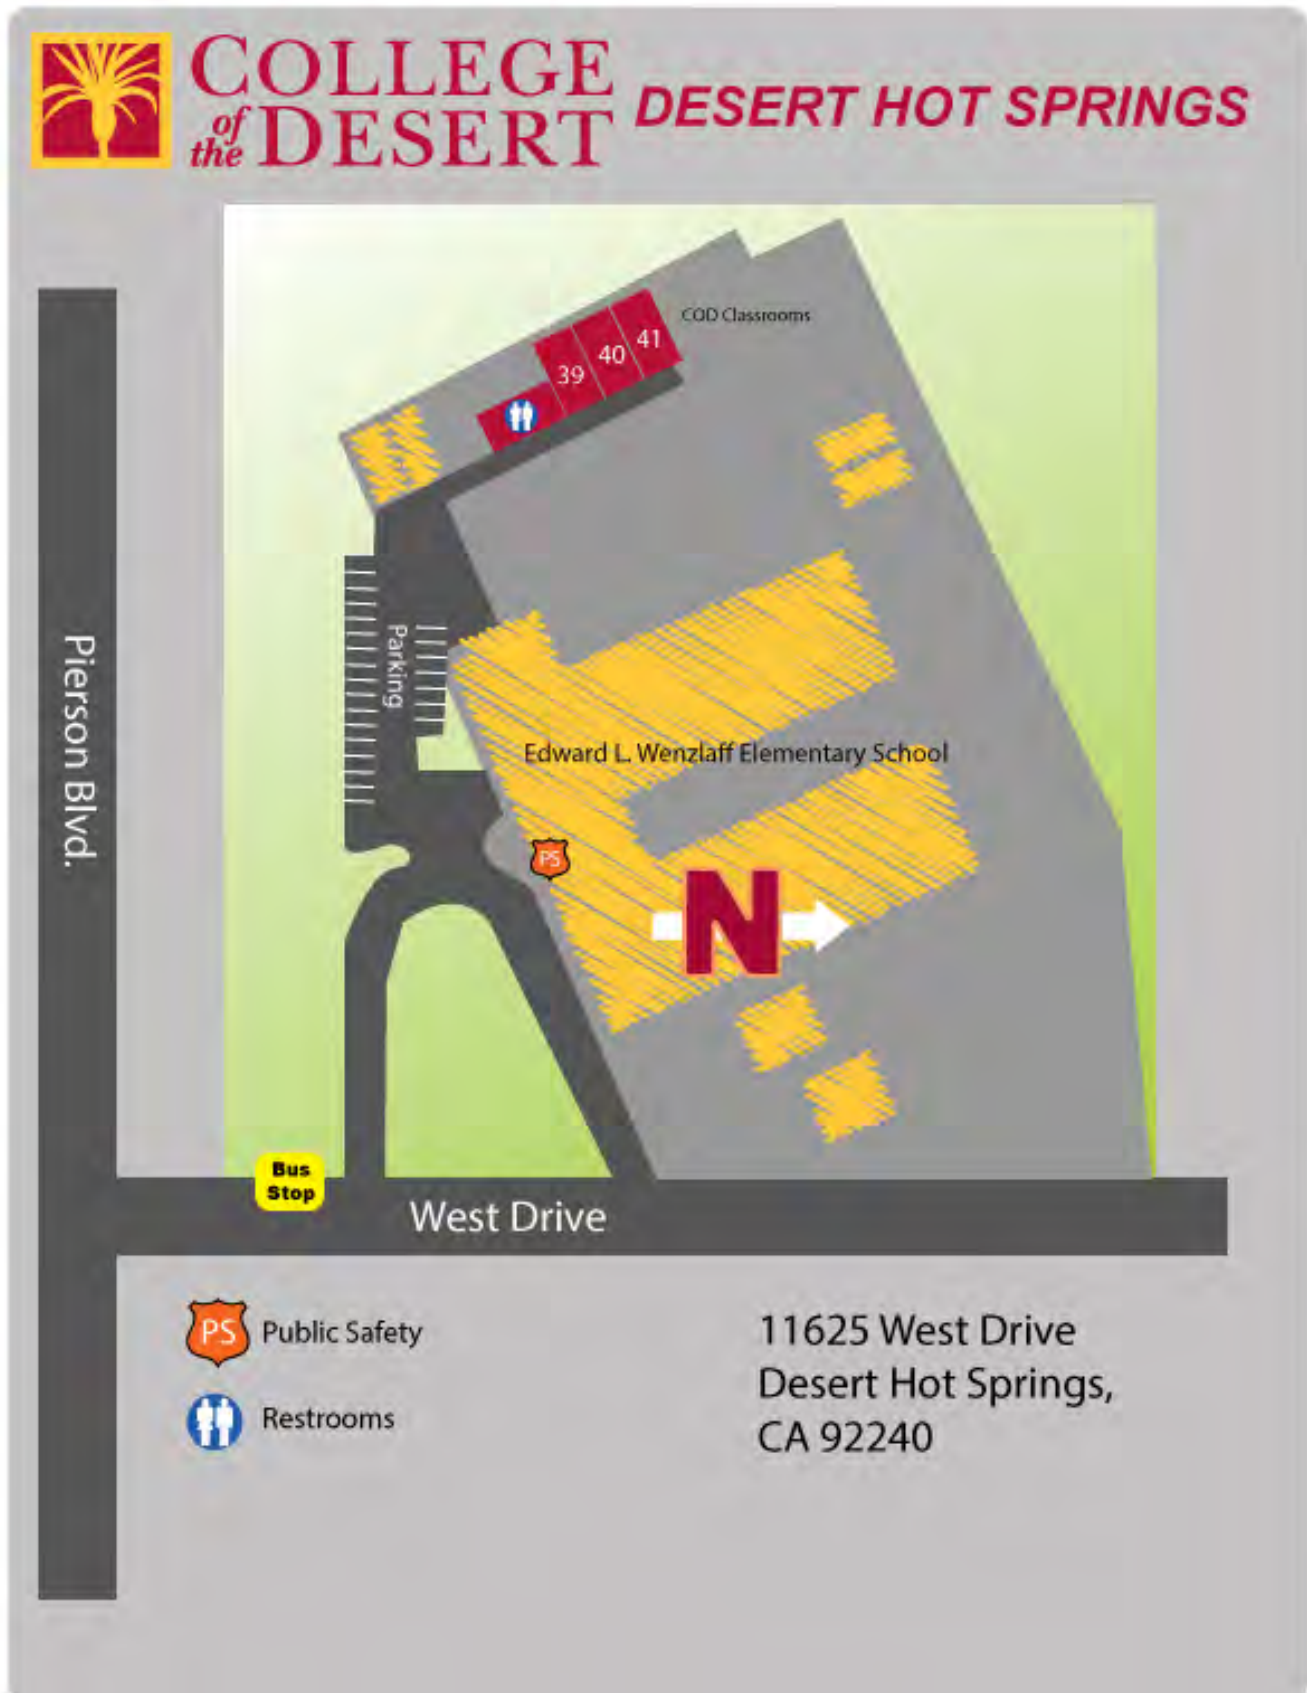 COLLEGE
of the DESERT
DESERT HOT SPRINGS
COD Classrooms
41
40
39
Parking
Pierson Blvd.
Edward L. Wenzlaff Elementary School
PS
N
Bus
Stop
West Drive
PS Public Safety
Restrooms
11625 West Drive
Desert Hot Springs,
CA 92240